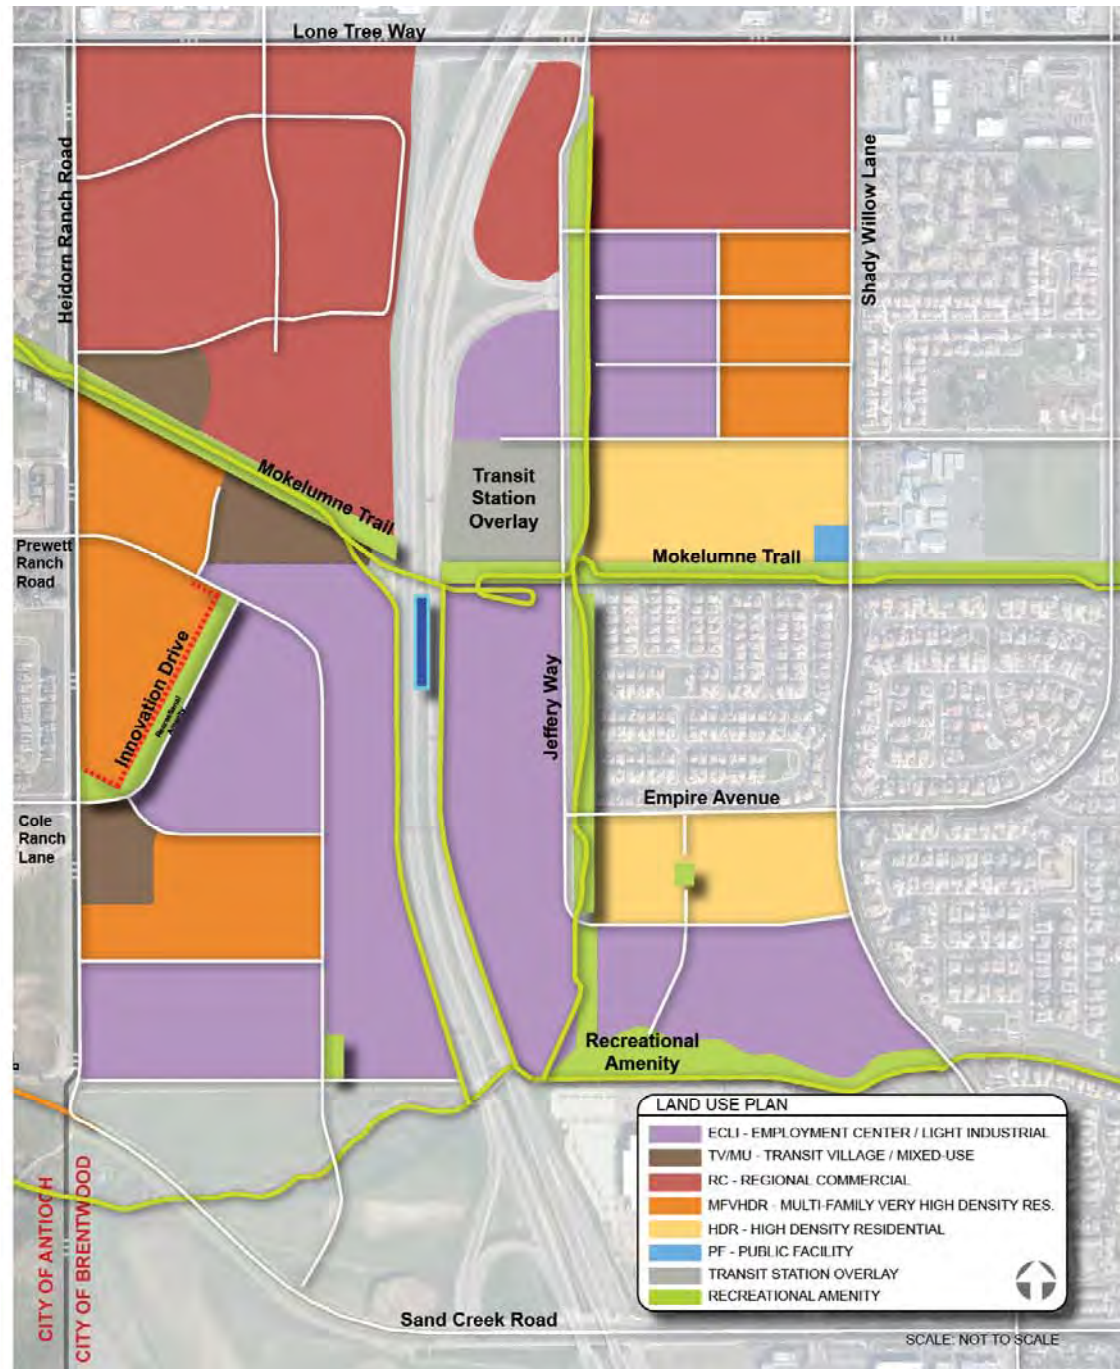 Lone Tree Way
Heidorn Ranch Road
Shady Willow Lane
Mokelumne Trail
Transit
Station
Overlay
Prewett
Ranch
Road
Mokelumne Trall
Innovation Drive
Recreational
Amenity
Jeffery Way
Empire Avenue
Cole
Ranch
Lane
Recreational
Amenity
LAND USE PLAN
ECLI - EMPLOYMENT CENTER / LIGHT INDUSTRIAL
TV/MU - TRANSIT VILLAGE / MIXED-USE
RC - REGIONAL COMMERCIAL
MFVHDR - MULTI-FAMILY VERY HIGH DENSITY RES.
HDR - HIGH DENSITY RESIDENTIAL
PF - PUBLIC FACILITY
TRANSIT STATION OVERLAY
RECREATIONAL AMENITY
CITY OF ANTIOCH
CITY OF BRENTWOOD
Sand Creek Road
SCALE: NOT TO SCALE